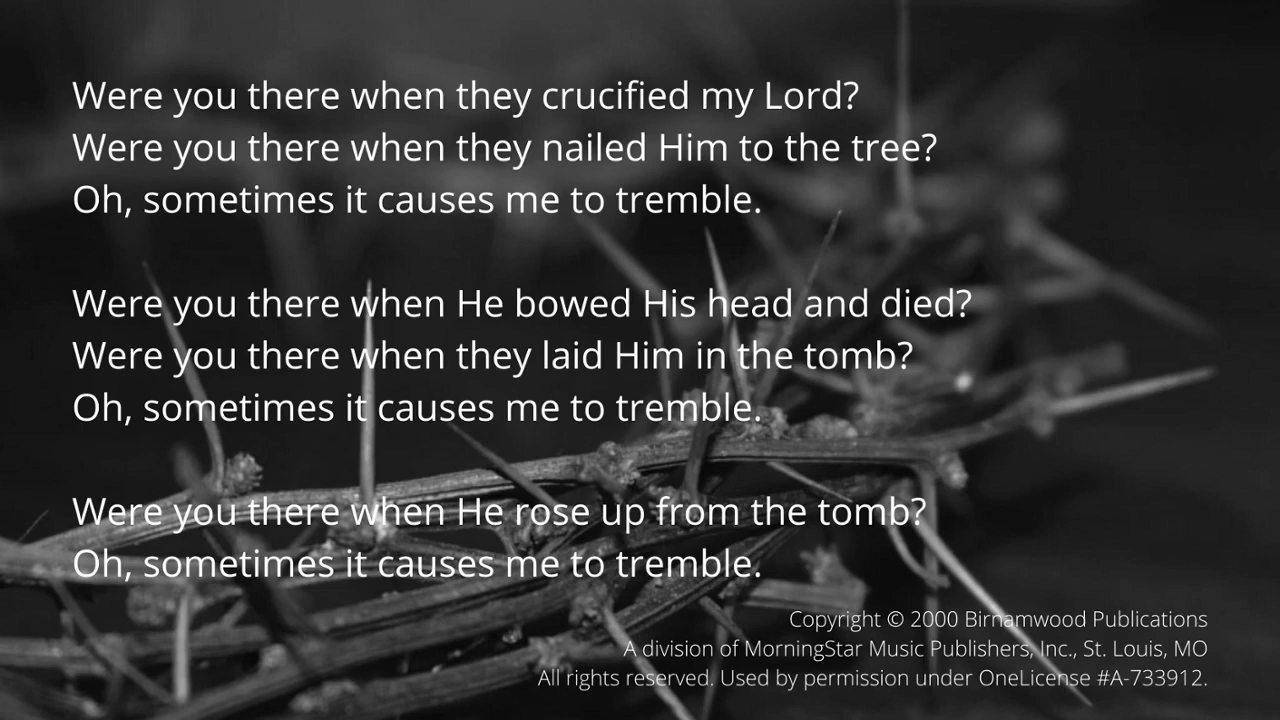 Were you there when they crucified my Lord?
Were you there when they nailed Him to the tree?
Oh, sometimes it causes me to tremble.
Were you there when He bowed His head and died?
Were you there when they laid Him in the tomb?
Oh, sometimes it causes me to tremble.
Were you there when He rose up from the tomb?
Oh, sometimes it causes me to tremble.
Copyright © 2000 Birnamwood Publications
A division of MorningStar Music Publishers, Inc., St. Louis, MO
All rights reserved. Used by permission under OneLicense #A-733912.